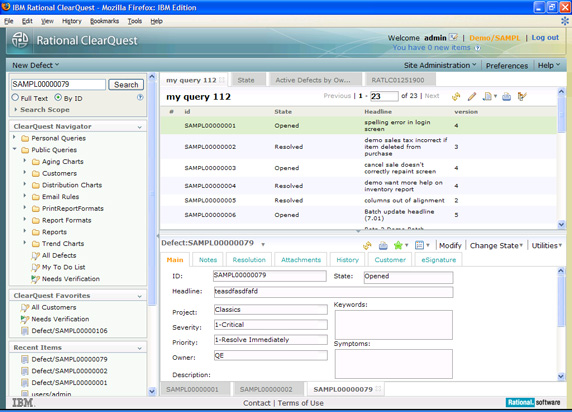 IBM Rational ClearQuest - Mozilla Firefox: IBM Edition
File Edit View History Bookmarks Tools Help
Rational ClearQuest
Welcome admin | Demo/SAMPL | Log out
You have 0 new items
New Defect
Site Administration | Preferences Help
SAMPL00000079 Search
Full Text By ID
Search Scope
ClearQuest Navigator
Personal Queries
Public Queries
Aging Charts
Customers
Distribution Charts
Email Rules
PrintReportFormats
Report Formats
Reports
Trend Charts
All Defects
My To Do List
Needs Verification
ClearQuest Favorites
All Customers
Needs Verification
Defect/SAMPL00000106
Recent Items
Defect/SAMPL00000079
Defect/SAMPL00000002
Defect/SAMPL00000001
users/admin
my query 112 State Active Defects by Ow... RATLC01251900
my query 112 Previous | 1 - 23 of 23 | Next
# id State Headline version
SAMPL00000001 Opened spelling error in login screen 4
SAMPL00000002 Resolved demo sales tax incorrect if item deleted from purchase 3
SAMPL00000003 Opened cancel sale doesn't correctly repaint screen 4
SAMPL00000004 Resolved demo want more help on inventory report 4
SAMPL00000005 Resolved columns out of alignment 2
SAMPL00000006 Opened Batch update headline (7.01) 5
Defect:SAMPL00000079
Modify Change State Utilities
Main Notes Resolution Attachments History Customer eSignature
ID: SAMPL00000079 State: Opened
Headline: teasdfasdfafd
Project: Classics Keywords:
Severity: 1-Critical
Priority: 1-Resolve Immediately Symptoms:
Owner: QE
Description:
SAMPL00000001 SAMPL00000002 SAMPL00000079
IBM Contact | Terms of Use Rational. software